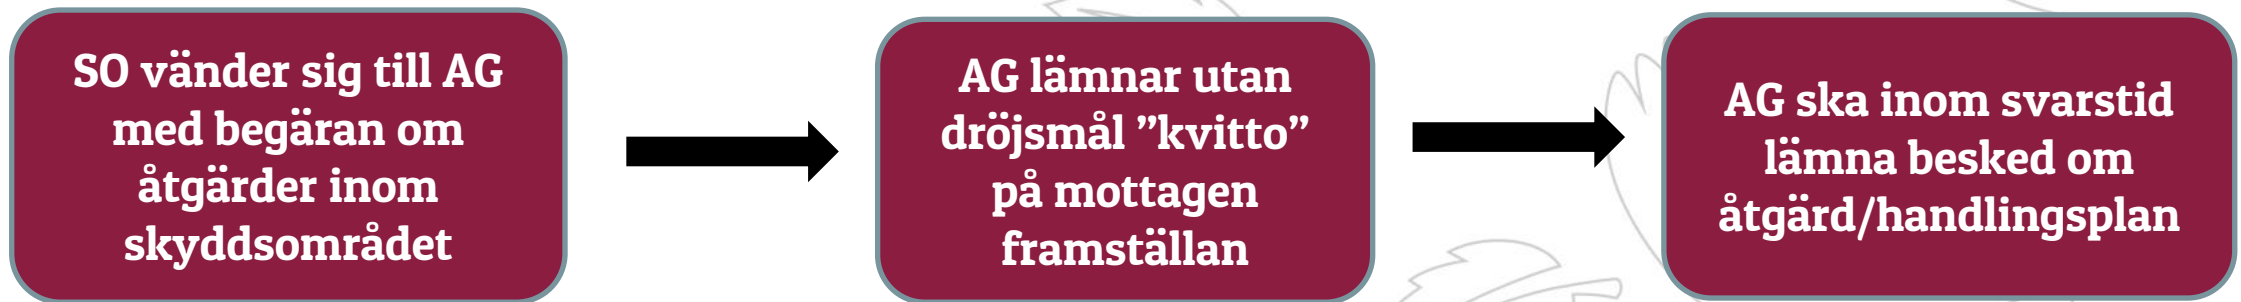 SO vänder sig till AG
med begäran om
åtgärder inom
skyddsområdet
AG lämnar utan
dröjsmål ”kvitto”
på mottagen
framställan
AG ska inom svarstid
lämna besked om
åtgärd/handlingsplan